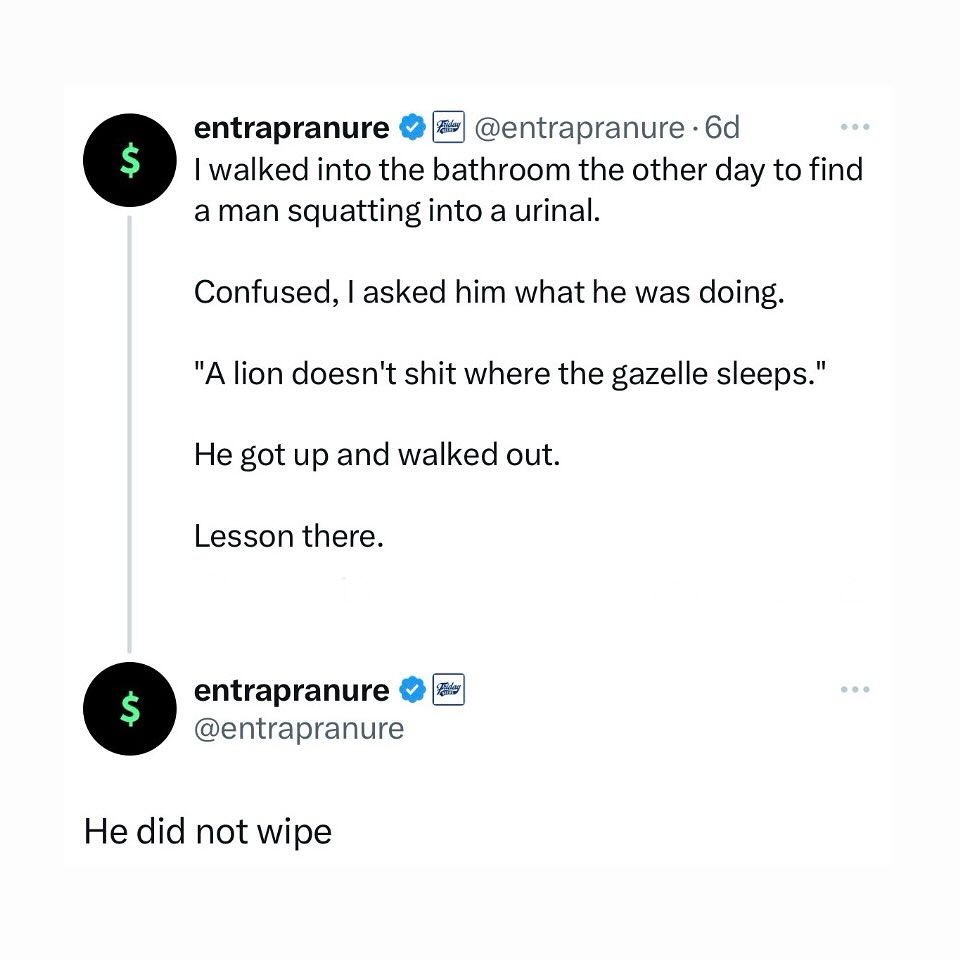 entrapranure Friday @entrapranure · 6d
I walked into the bathroom the other day to find
a man squatting into a urinal.
Confused, I asked him what he was doing.
"A lion doesn't shit where the gazelle sleeps."
He got up and walked out.
Lesson there.
entrapranure Friday
@entrapranure
He did not wipe
$
$